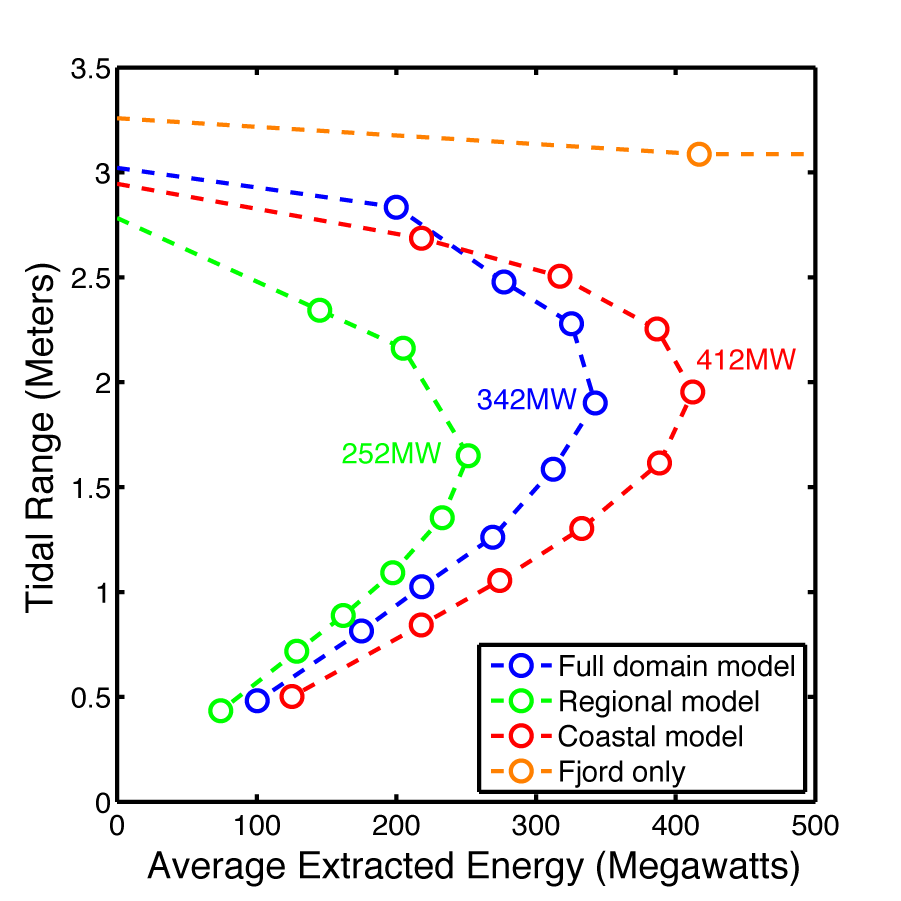 3.5
3
2.5
2
1.5
1
0.5
0
Tidal Range (Meters)
412MW
342MW
252MW
Full domain model
Regional model
Coastal model
Fjord only
0 100 200 300 400 500
Average Extracted Energy (Megawatts)